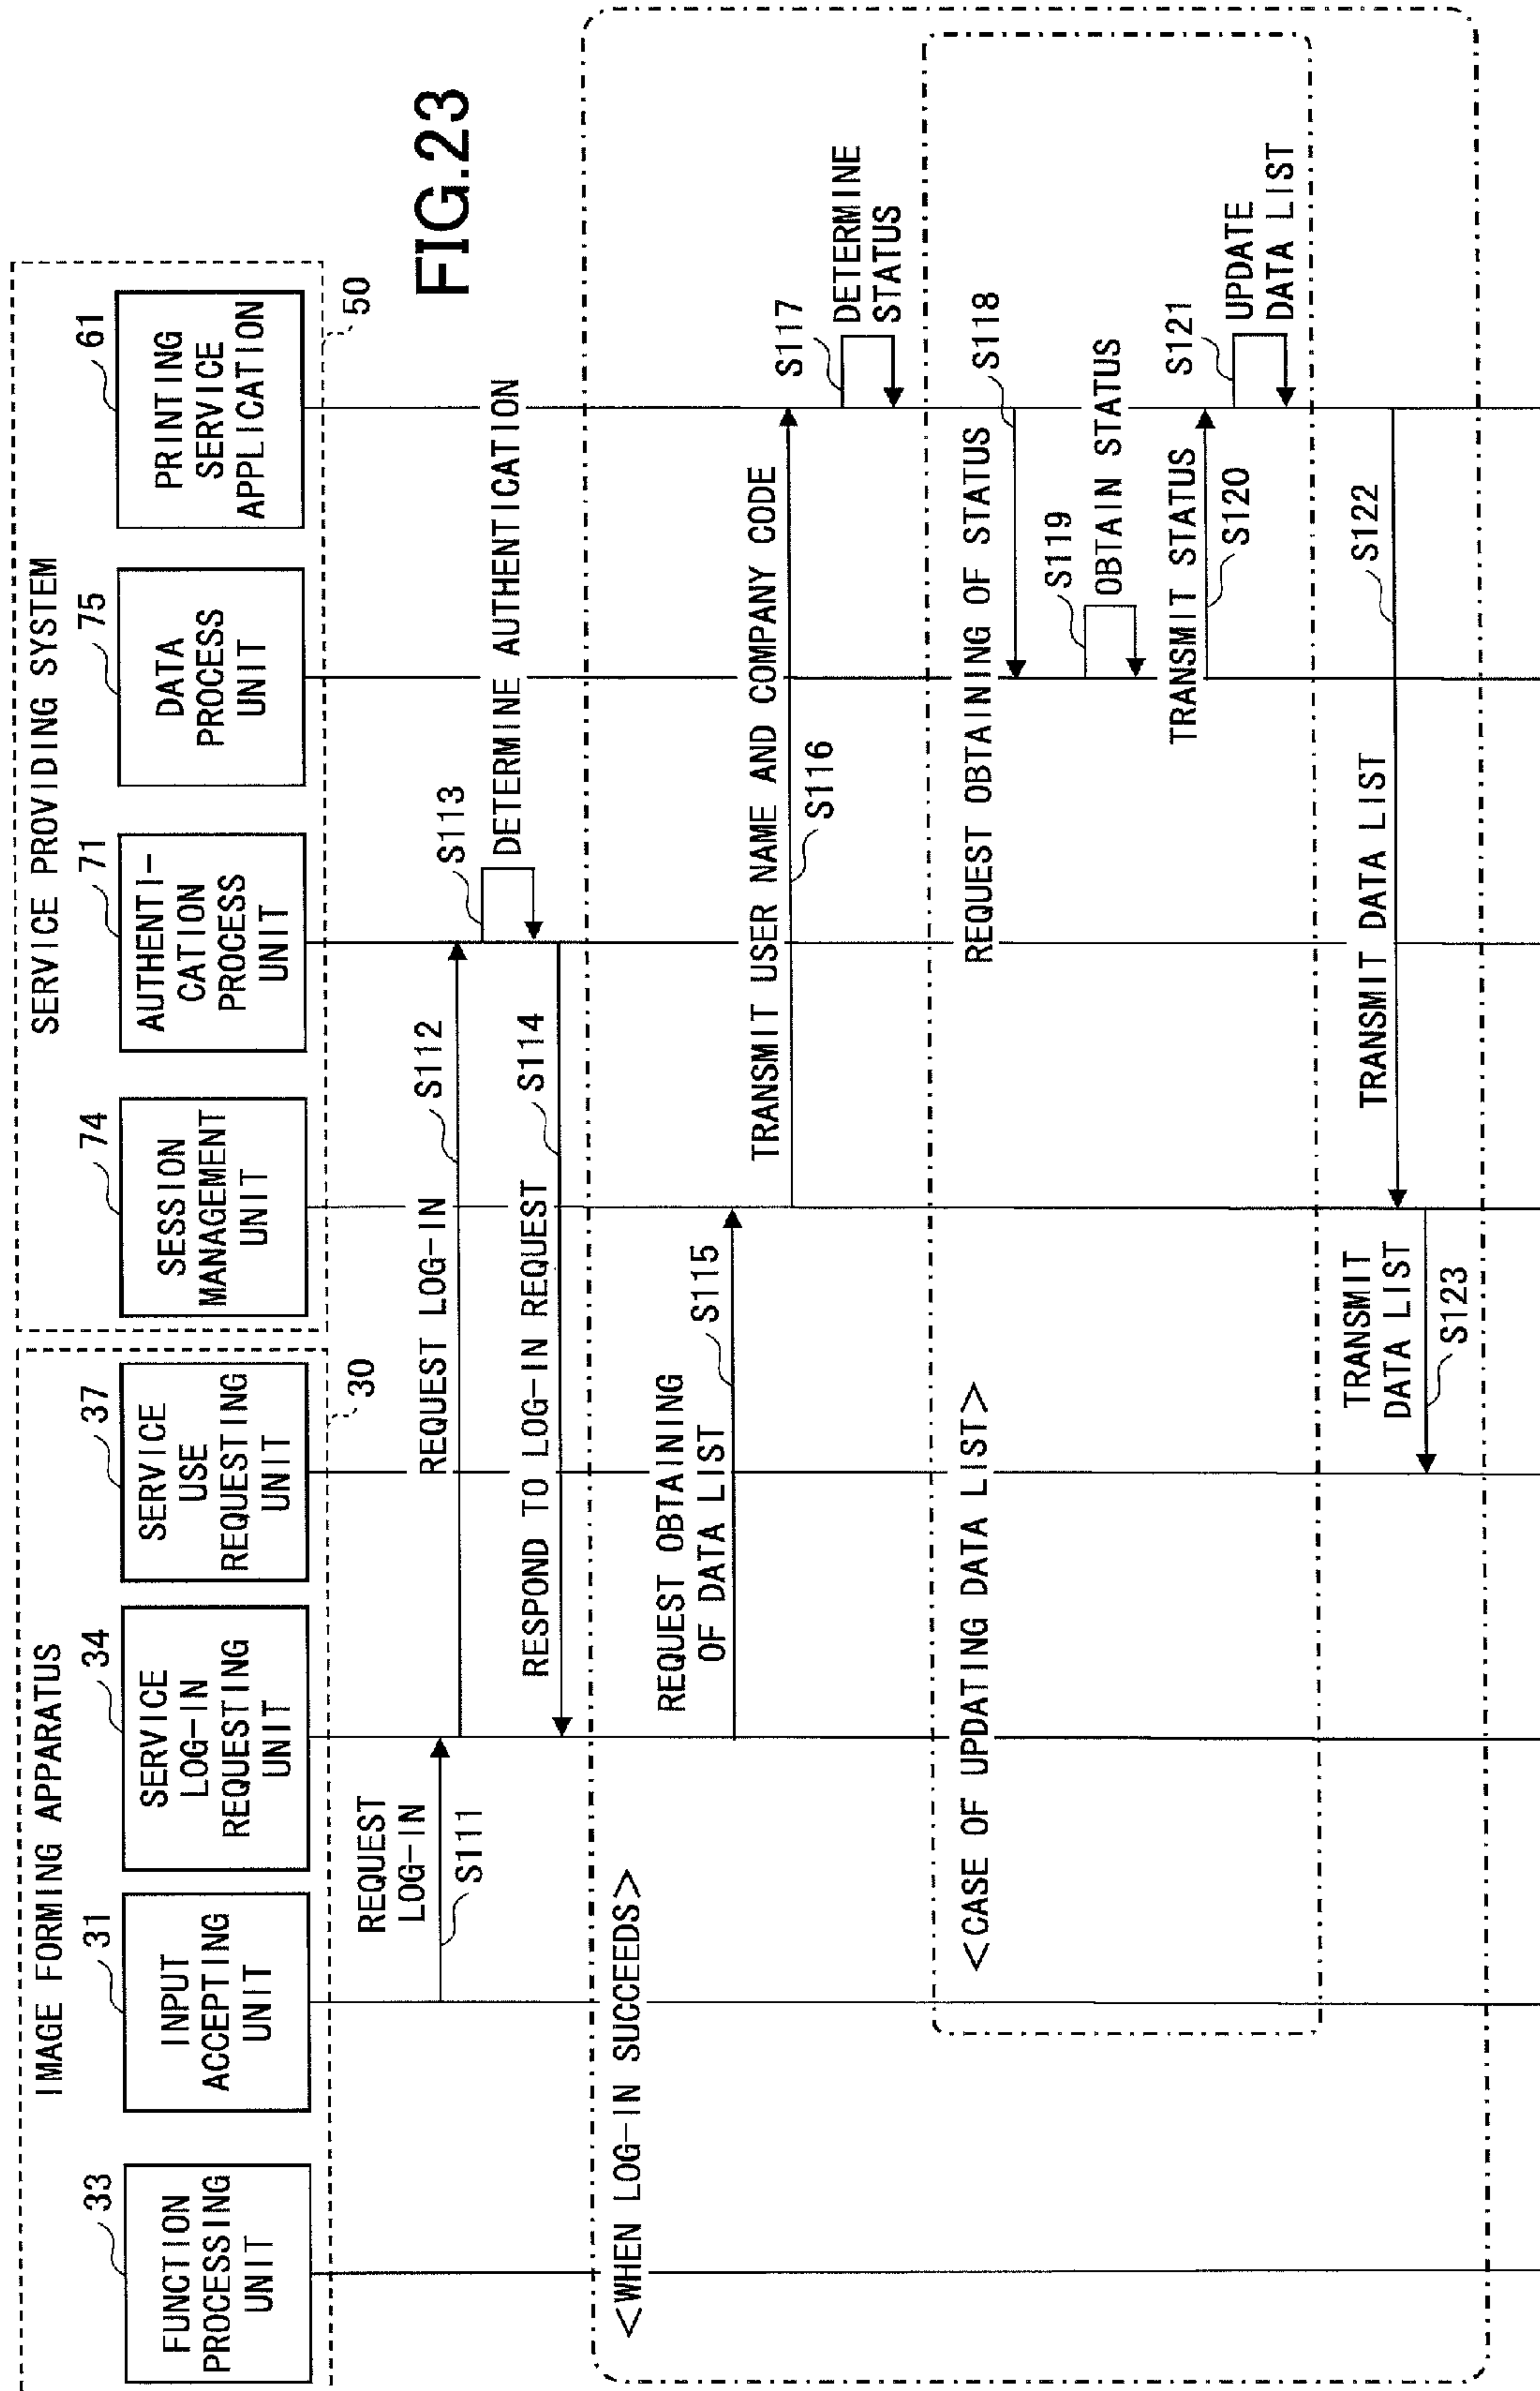 FIG.23
IMAGE FORMING APPARATUS
SERVICE PROVIDING SYSTEM
33
FUNCTION
PROCESSING
UNIT
31
INPUT
ACCEPTING
UNIT
34
SERVICE
LOG-IN
REQUESTING
UNIT
37
SERVICE
USE
REQUESTING
UNIT
30
74
SESSION
MANAGEMENT
UNIT
71
AUTHENTI-
CATION
PROCESS
UNIT
75
DATA
PROCESS
UNIT
61
PRINTING
SERVICE
APPLICATION
50
REQUEST
LOG-IN
S111
REQUEST LOG-IN
S112
S113
DETERMINE AUTHENTICATION
RESPOND TO LOG-IN REQUEST
S114
<WHEN LOG-IN SUCCEEDS>
REQUEST OBTAINING
OF DATA LIST
S115
TRANSMIT USER NAME AND COMPANY CODE
S116
S117
DETERMINE
STATUS
<CASE OF UPDATING DATA LIST>
REQUEST OBTAINING OF STATUS
S118
S119
OBTAIN STATUS
TRANSMIT STATUS
S120
S121
UPDATE
DATA LIST
TRANSMIT DATA LIST
S122
TRANSMIT
DATA LIST
S123